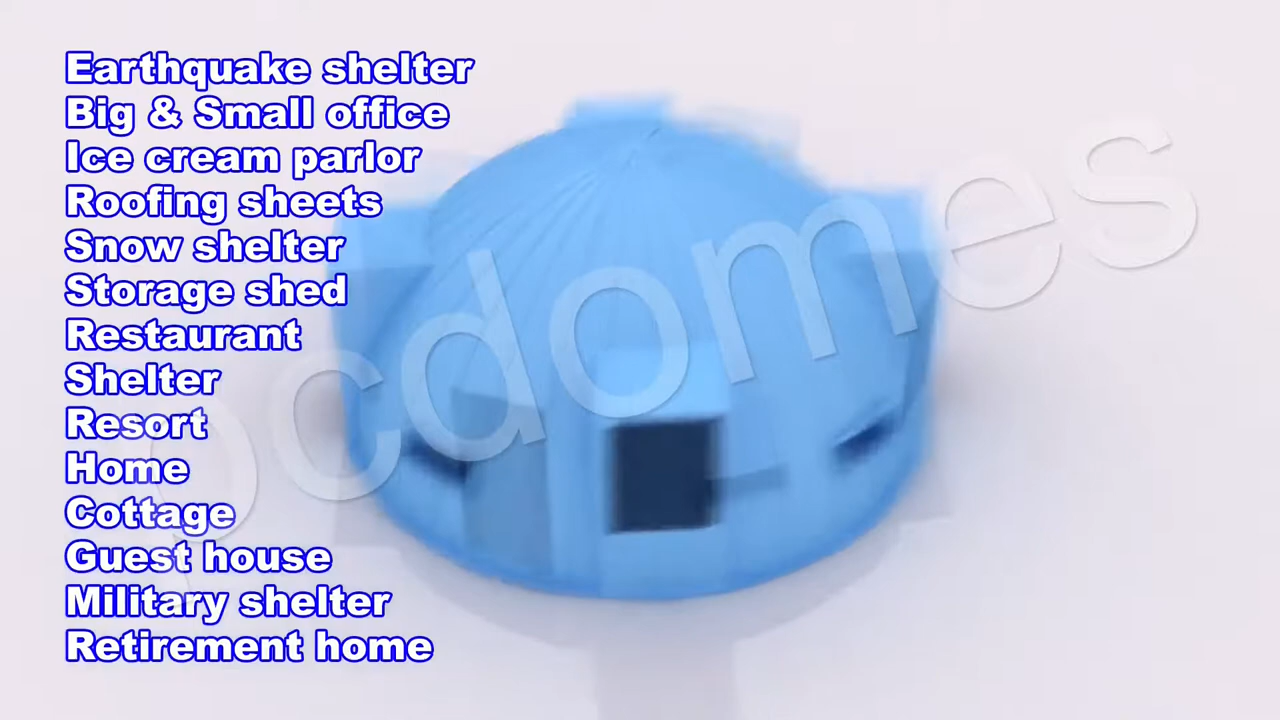 Earthquake shelter
Big & Small office
Ice cream parlor
Roofing sheets
Snow shelter
Storage shed
Restaurant
Shelter
Resort
Home
Cottage
Guest house
Military shelter
Retirement home
pcdomes